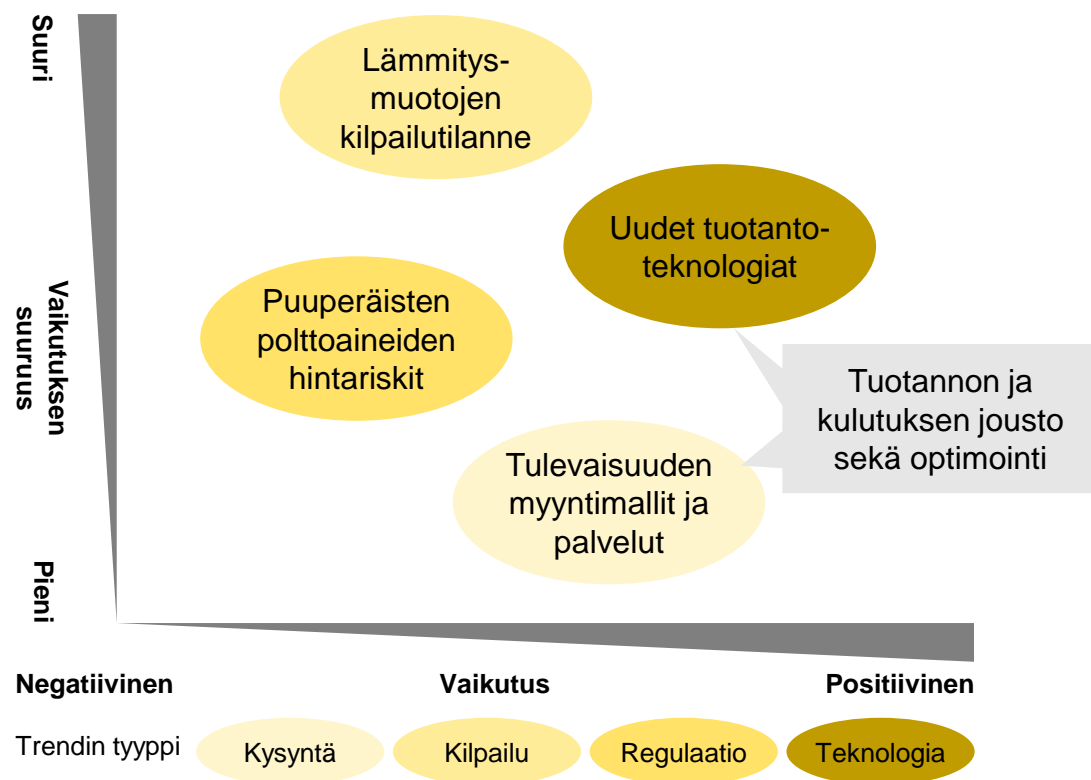 Suuri
Lämmitys-
muotojen
kilpailutilanne
Uudet tuotanto-
teknologiat
Vaikutuksen
suuruus
Puuperäisten
polttoaineiden
hintariskit
Tuotannon ja
kulutuksen jousto
sekä optimointi
Tulevaisuuden
myyntimallit ja
palvelut
Pieni
Negatiivinen
Vaikutus
Positiivinen
Trendin tyyppi
Kysyntä
Kilpailu
Regulaatio
Teknologia